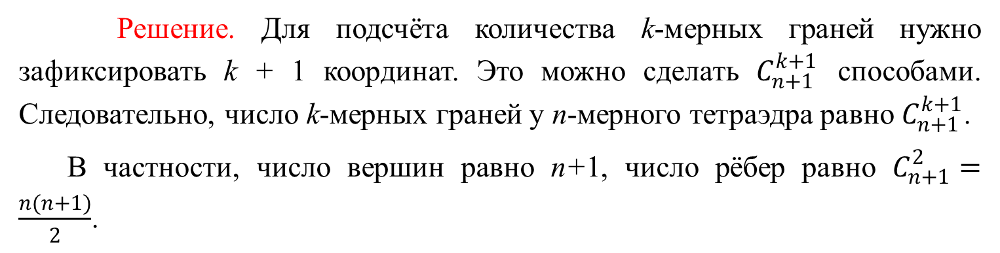 Решение. Для подсчёта количества k-мерных граней нужно
зафиксировать k + 1 координат. Это можно сделать $C_{n+1}^{k+1}$ способами.
Следовательно, число k-мерных граней у n-мерного тетраэдра равно $C_{n+1}^{k+1}$.
В частности, число вершин равно n+1, число рёбер равно $C_{n+1}^{2} =$
$\frac{n(n+1)}{2}$.